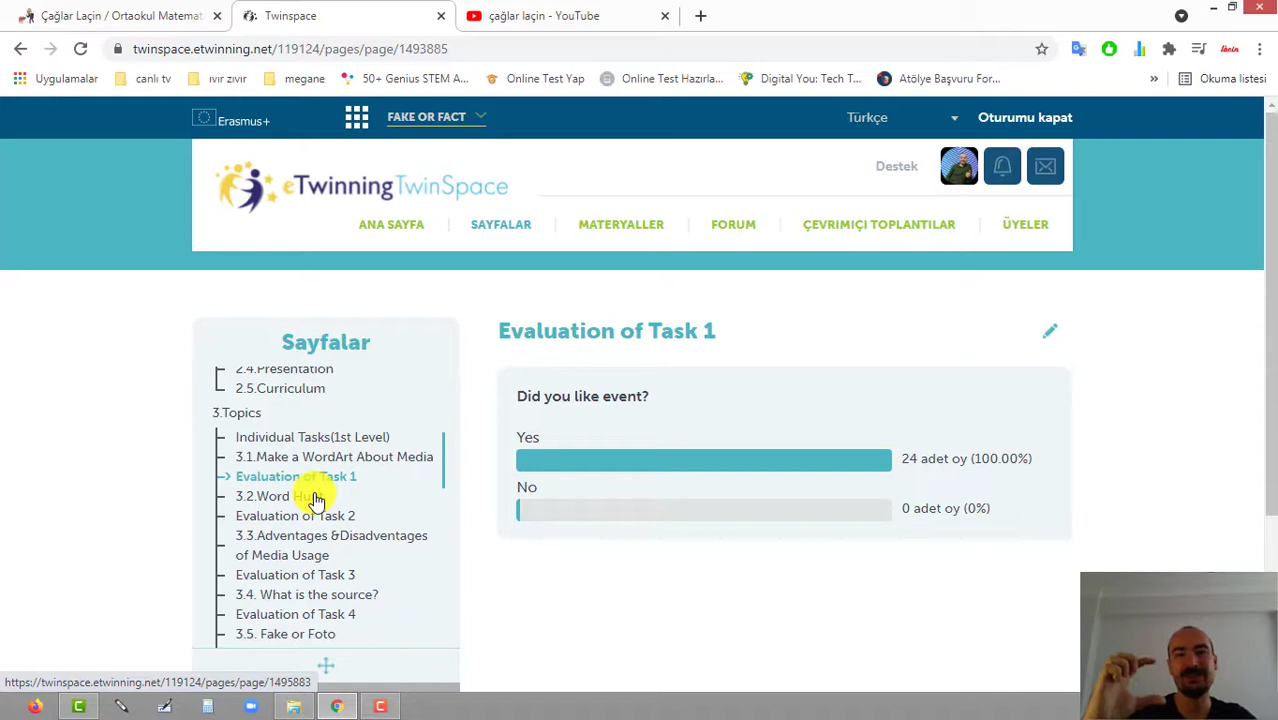 Çağlar Laçin / Ortaokul Matemat
Twinspace
çağlar laçin - YouTube
twinspace.etwinning.net/119124/pages/page/1493885
Uygulamalar
canlı tv
ıvır zıvır
megane
50+ Genius STEM A...
Online Test Yap
Online Test Hazırla...
Digital You: Tech T...
Atölye Başvuru For...
»
Okuma listesi
Erasmus+
FAKE OR FACT
Türkçe
Oturumu kapat
eTwinningTwinSpace
Destek
ANA SAYFA
SAYFALAR
MATERYALLER
FORUM
ÇEVRIMIÇI TOPLANTILAR
ÜYELER
Sayfalar
2.4.Presentation
2.5.Curriculum
3.Topics
Individual Tasks(1st Level)
3.1.Make a WordArt About Media
Evaluation of Task 1
3.2.Word
Evaluation of Task 2
3.3.Adventages &Disadventages
of Media Usage
Evaluation of Task 3
3.4. What is the source?
Evaluation of Task 4
3.5. Fake or Foto
Evaluation of Task 1
Did you like event?
Yes
24 adet oy (100.00%)
No
0 adet oy (0%)
https://twinspace.etwinning.net/119124/pages/page/1495883